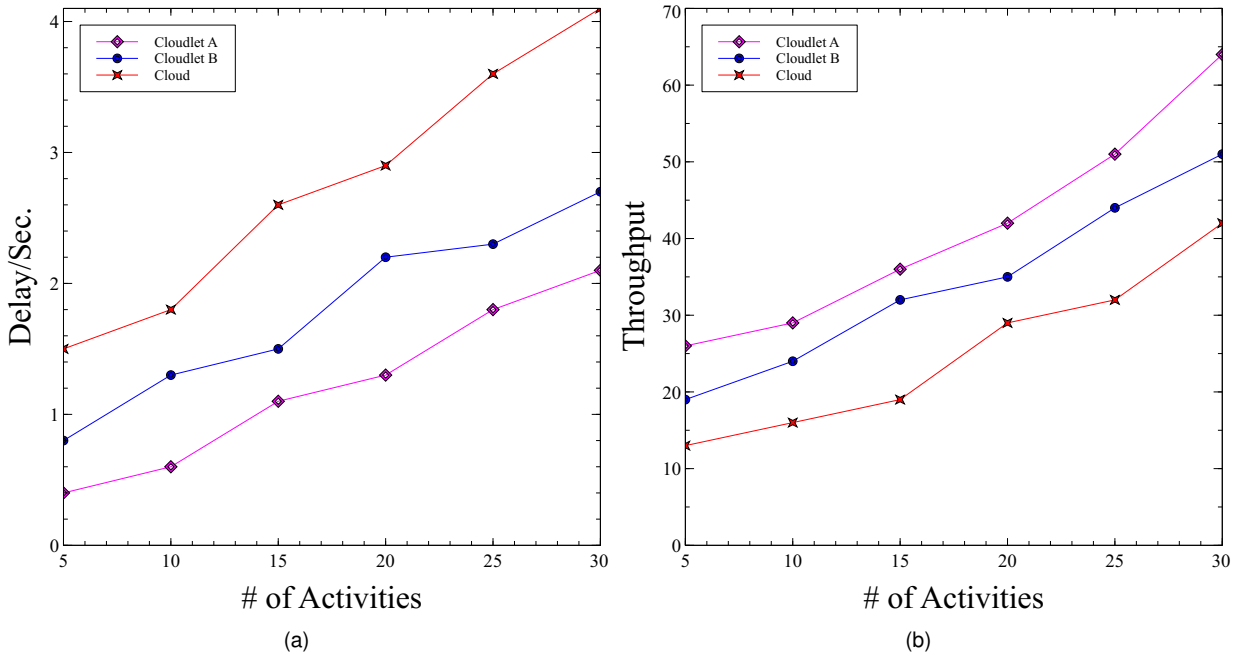 Cloudlet A
Cloudlet B
Cloud
4
3
2
1
0
Delay/Sec.
5 10 15 20 25 30
# of Activities
(a)
Cloudlet A
Cloudlet B
Cloud
70
60
50
40
30
20
10
0
Throughput
5 10 15 20 25 30
# of Activities
(b)